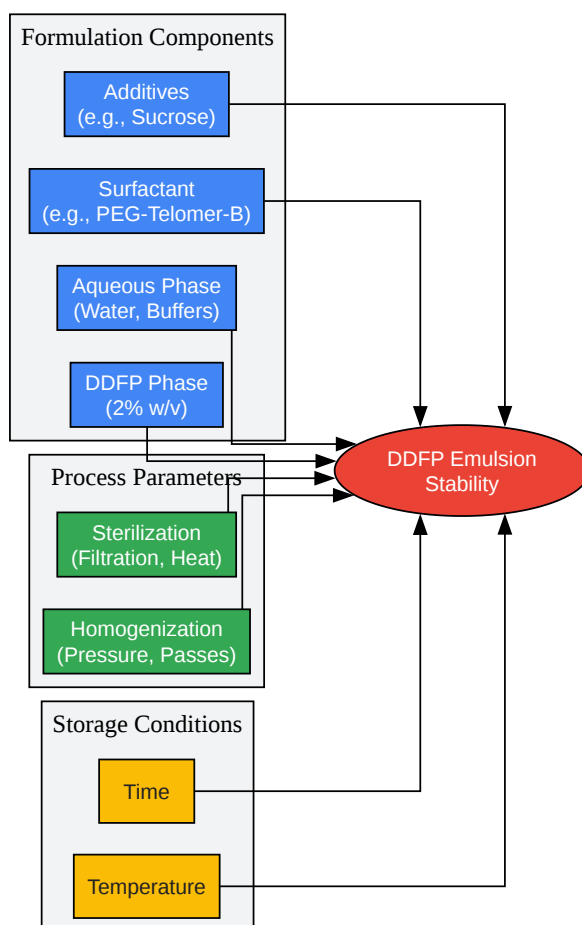 Formulation Components
Additives
(e.g., Sucrose)
Surfactant
(e.g., PEG-Telomer-B)
Aqueous Phase
(Water, Buffers)
DDFP Phase
(2% w/v)
DDFP Emulsion
Stability
Process Parameters
Sterilization
(Filtration, Heat)
Homogenization
(Pressure, Passes)
Storage Conditions
Time
Temperature